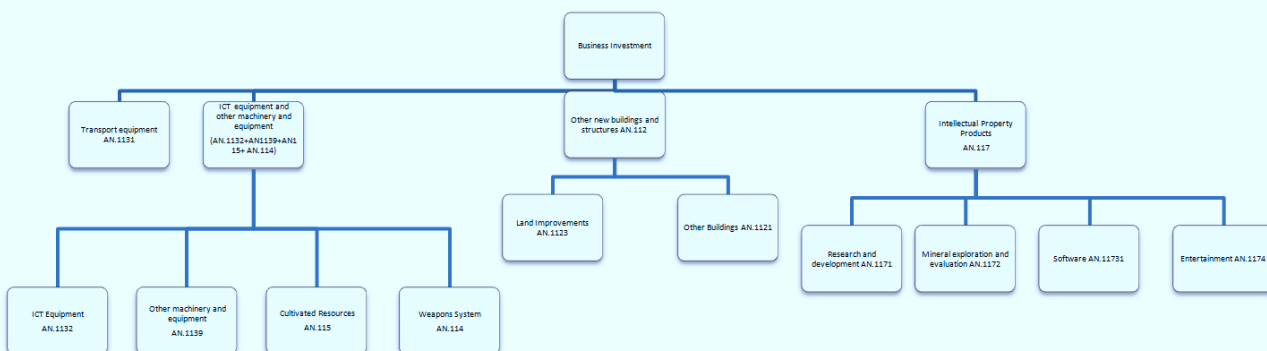 Business Investment
Transport equipment
AN.1131
ICT equipment and
other machinery and
equipment
(AN.1132+AN1139+AN1
15+ AN.114)
Other new buildings and
structures AN.112
Intellectual Property
Products
AN.117
Land Improvements
AN.1123
Other Buildings AN.1121
Research and
development AN.1171
Mineral exploration and
evaluation AN.1172
Software AN.11731
Entertainment AN.1174
ICT Equipment
AN.1132
Other machinery and
equipment
AN.1139
Cultivated Resources
AN.115
Weapons System
AN.114